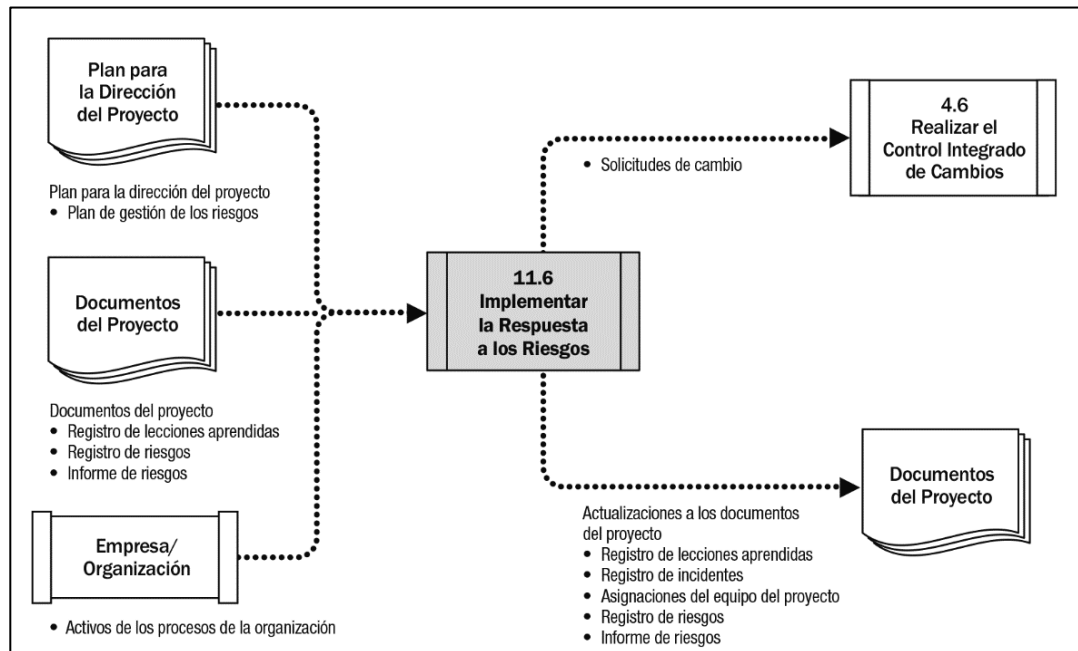 Plan para
la Dirección
del Proyecto
Plan para la dirección del proyecto
• Plan de gestión de los riesgos
Documentos
del Proyecto
Documentos del proyecto
• Registro de lecciones aprendidas
• Registro de riesgos
• Informe de riesgos
Empresa/
Organización
• Activos de los procesos de la organización
11.6
Implementar
la Respuesta
a los Riesgos
• Solicitudes de cambio
4.6
Realizar el
Control Integrado
de Cambios
Actualizaciones a los documentos
del proyecto
• Registro de lecciones aprendidas
• Registro de incidentes
• Asignaciones del equipo del proyecto
• Registro de riesgos
• Informe de riesgos
Documentos
del Proyecto